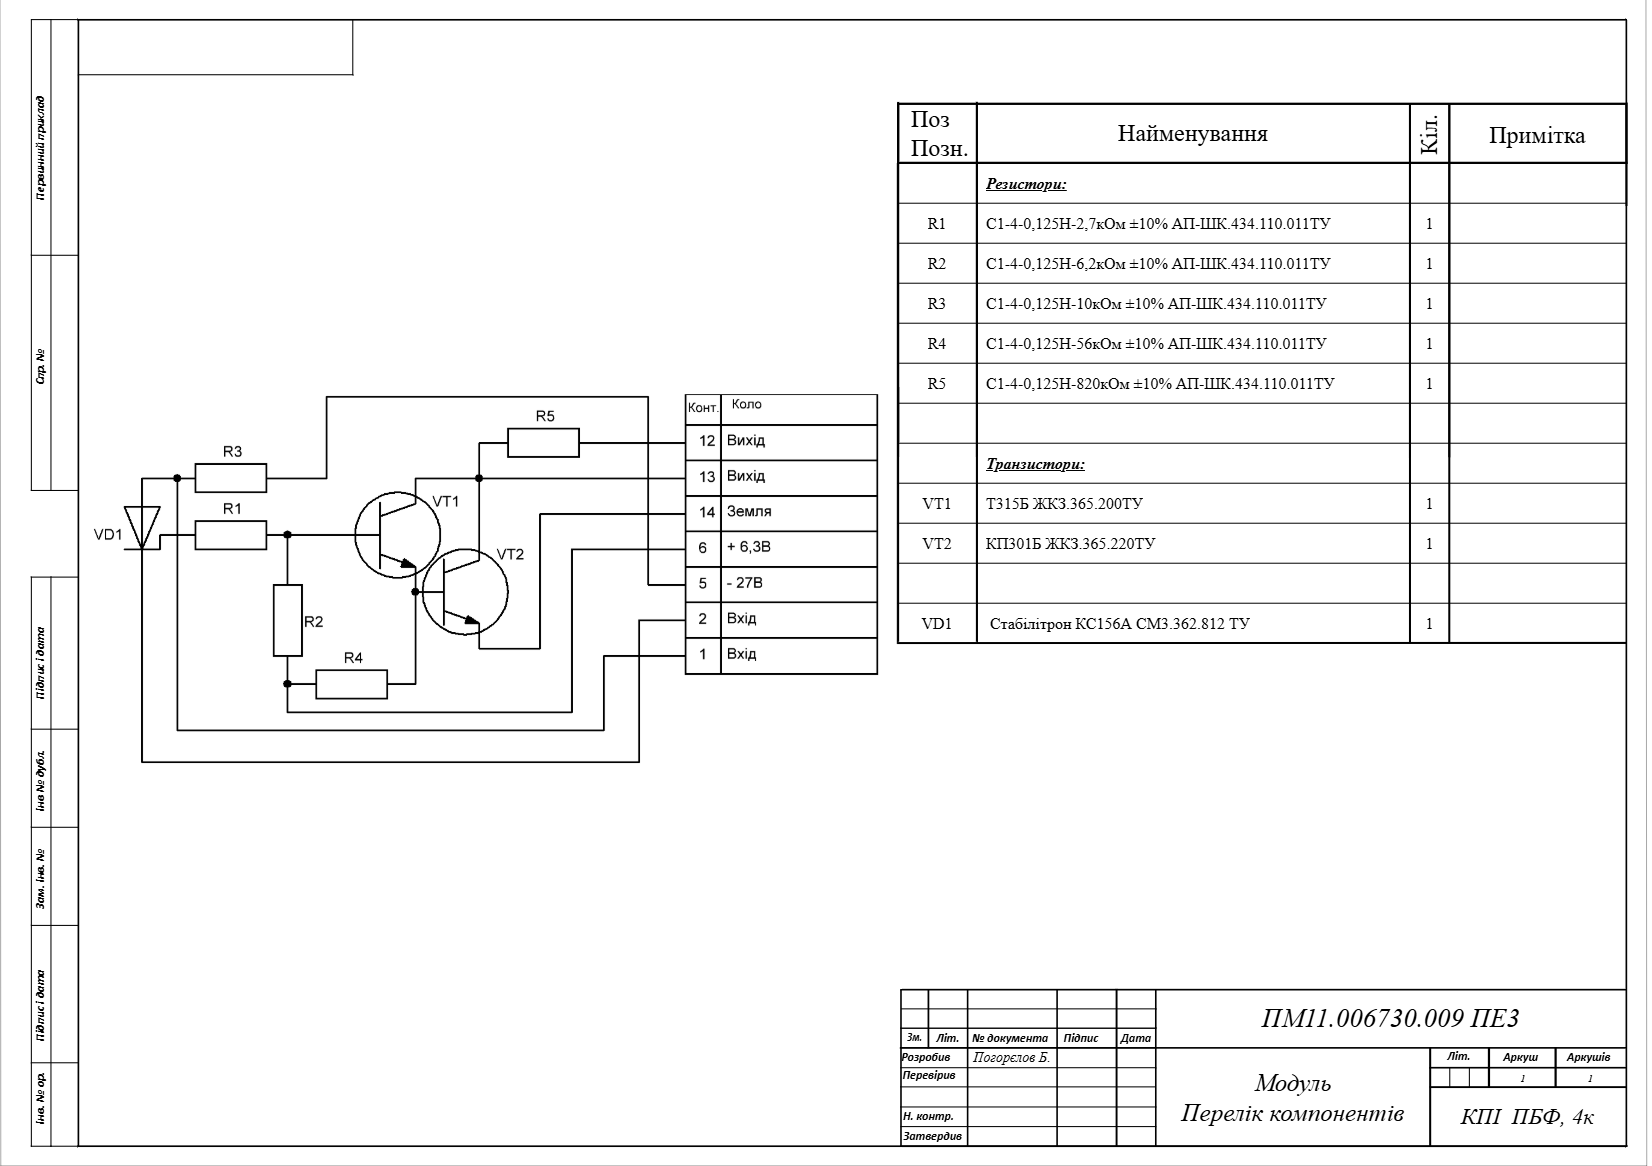 Первинний приклад
Спр. №
Підпис і дата
інв № дубл.
Зам. інв. №
Підпис і дата
інв. № ор.
R3
R1
VD1
R2
R4
VT1
VT2
R5
Конт. Коло
12 Вихід
13 Вихід
14 Земля
6 + 6,3В
5 - 27В
2 Вхід
1 Вхід
Поз Позн. Найменування Кіл. Примітка
Резистори:
R1 С1-4-0,125Н-2,7кОм ±10% АП-ШК.434.110.011ТУ 1
R2 С1-4-0,125Н-6,2кОм ±10% АП-ШК.434.110.011ТУ 1
R3 С1-4-0,125Н-10кОм ±10% АП-ШК.434.110.011ТУ 1
R4 С1-4-0,125Н-56кОм ±10% АП-ШК.434.110.011ТУ 1
R5 С1-4-0,125Н-820кОм ±10% АП-ШК.434.110.011ТУ 1
Транзистори:
VT1 Т315Б ЖКЗ.365.200ТУ 1
VT2 КП301Б ЖКЗ.365.220ТУ 1
VD1 Стабілітрон КС156А СМ3.362.812 ТУ 1
Зм. Літ. № документа Підпис Дата
Розробив Погорєлов Б.
Перевірив
Н. контр.
Затвердив
ПМ11.006730.009 ПЕ3
Модуль
Перелік компонентів
Літ. Аркуш Аркушів
1 1
КПІ ПБФ, 4к